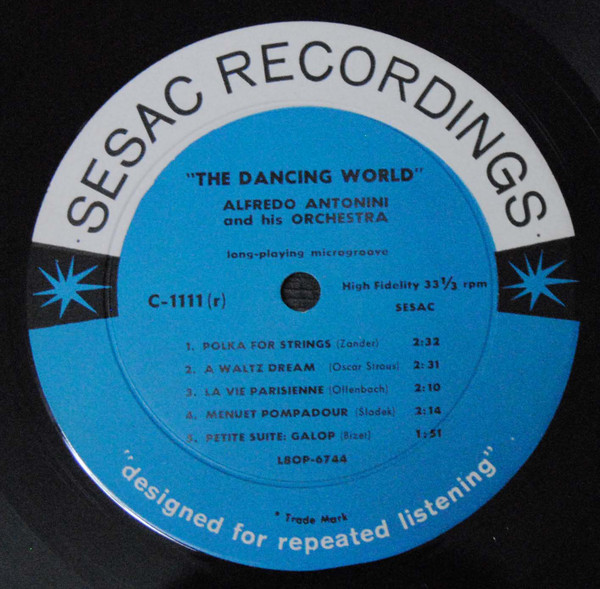 SESAC RECORDINGS
"THE DANCING WORLD"
ALFREDO ANTONINI
and his ORCHESTRA
long-playing microgroove
C-1111 (r)
High Fidelity 33 1/3 rpm
SESAC
1. POLKA FOR STRINGS (Zander) 2:32
2. A WALTZ DREAM (Oscar Straus) 2:31
3. LA VIE PARISIENNE (Offenbach) 2:10
4. MENUET POMPADOUR (Sladek) 2:14
5. PETITE SUITE: GALOP (Bizet) 1:51
L8OP-6744
* Trade Mark
"designed for repeated listening"